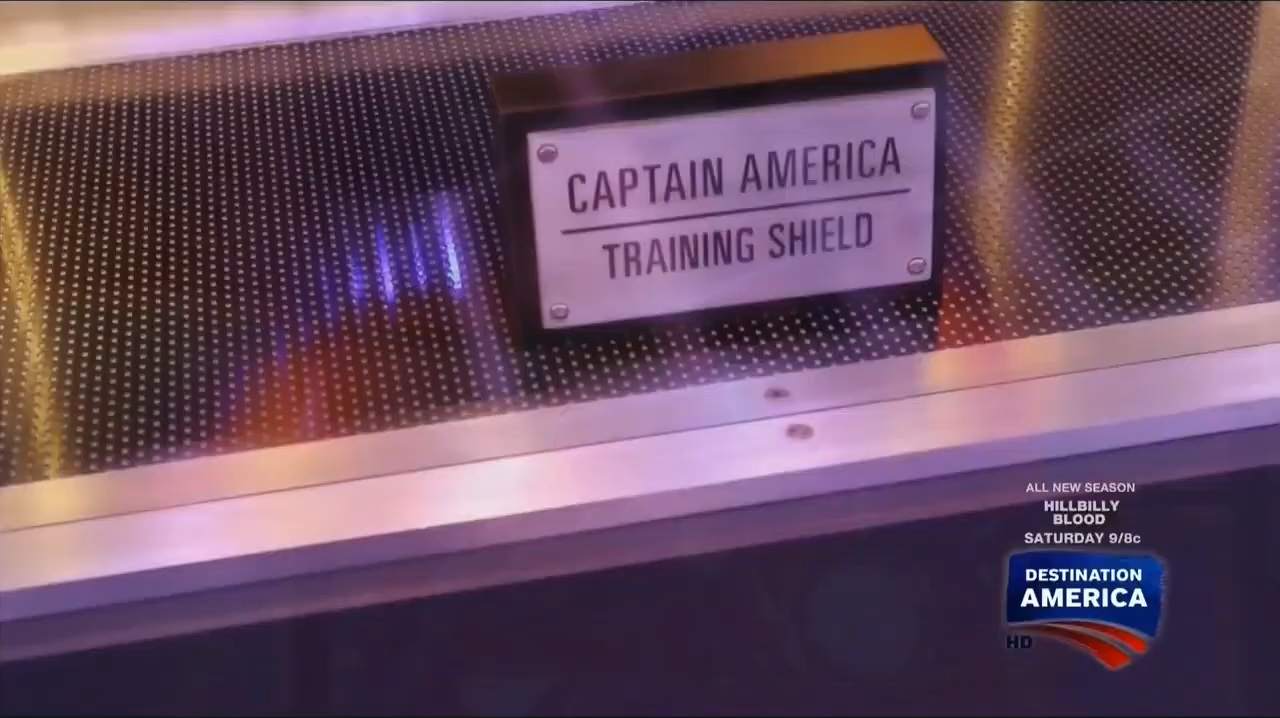 CAPTAIN AMERICA
TRAINING SHIELD
ALL NEW SEASON
HILLBILLY
BLOOD
SATURDAY 9/8c
DESTINATION
AMERICA
HD